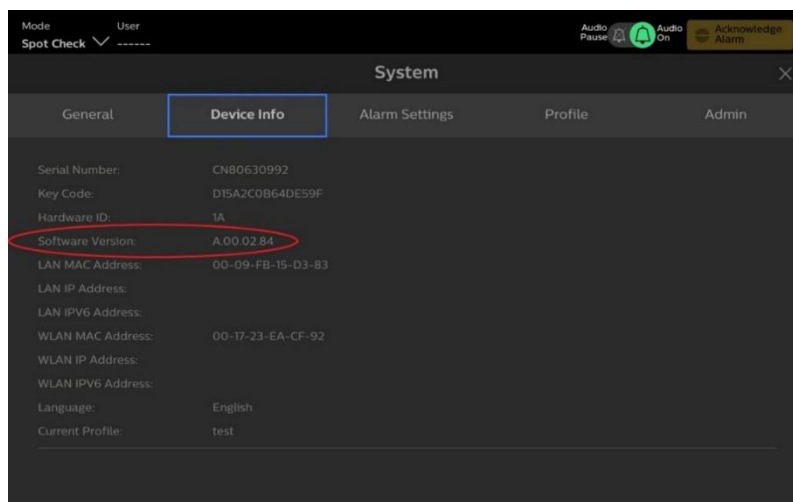 Mode User
Spot Check ------
Audio Pause Audio On
Acknowledge Alarm
System
General Device Info Alarm Settings Profile Admin
Serial Number: CN80630992
Key Code: D15A2C0B64DE59F
Hardware ID: 1A
Software Version: A.00.02.84
LAN MAC Address: 00-09-FB-15-D3-83
LAN IP Address:
LAN IPV6 Address:
WLAN MAC Address: 00-17-23-EA-CF-92
WLAN IP Address:
WLAN IPV6 Address:
Language: English
Current Profile: test